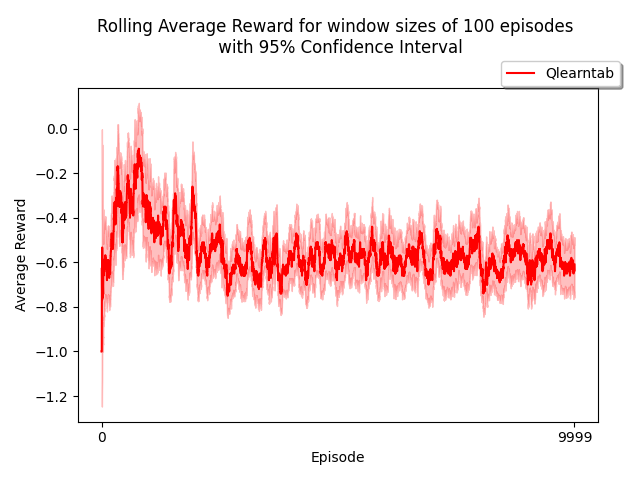 Rolling Average Reward for window sizes of 100 episodes
with 95% Confidence Interval
Qlearntab
0.0
−0.2
−0.4
−0.6
−0.8
−1.0
−1.2
Average Reward
0
9999
Episode